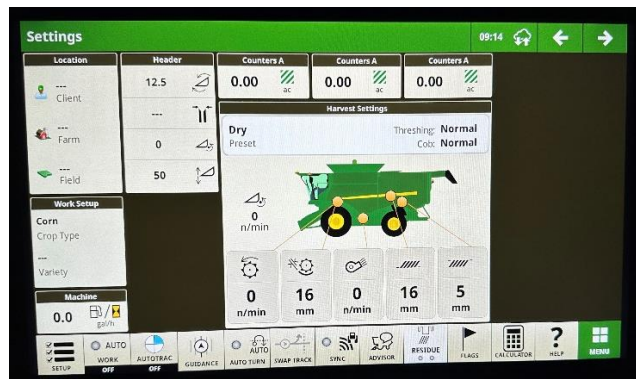 Settings
09:14
Location
---
Client
---
Farm
---
Field
Header
12.5
---
0
50
Counters A
0.00
ac
Counters A
0.00
ac
Counters A
0.00
ac
Harvest Settings
Dry
Preset
Threshing: Normal
Cob: Normal
0
n/min
0
n/min
16
mm
0
n/min
16
mm
5
mm
Work Setup
Corn
Crop Type
---
Variety
Machine
0.0
gal/h
SETUP
AUTO
WORK
OFF
AUTOTRAC
OFF
GUIDANCE
AUTO
AUTO TURN
SWAP TRACK
SYNC
ADVISOR
RESIDUE
FLAGS
CALCULATOR
?
HELP
MENU